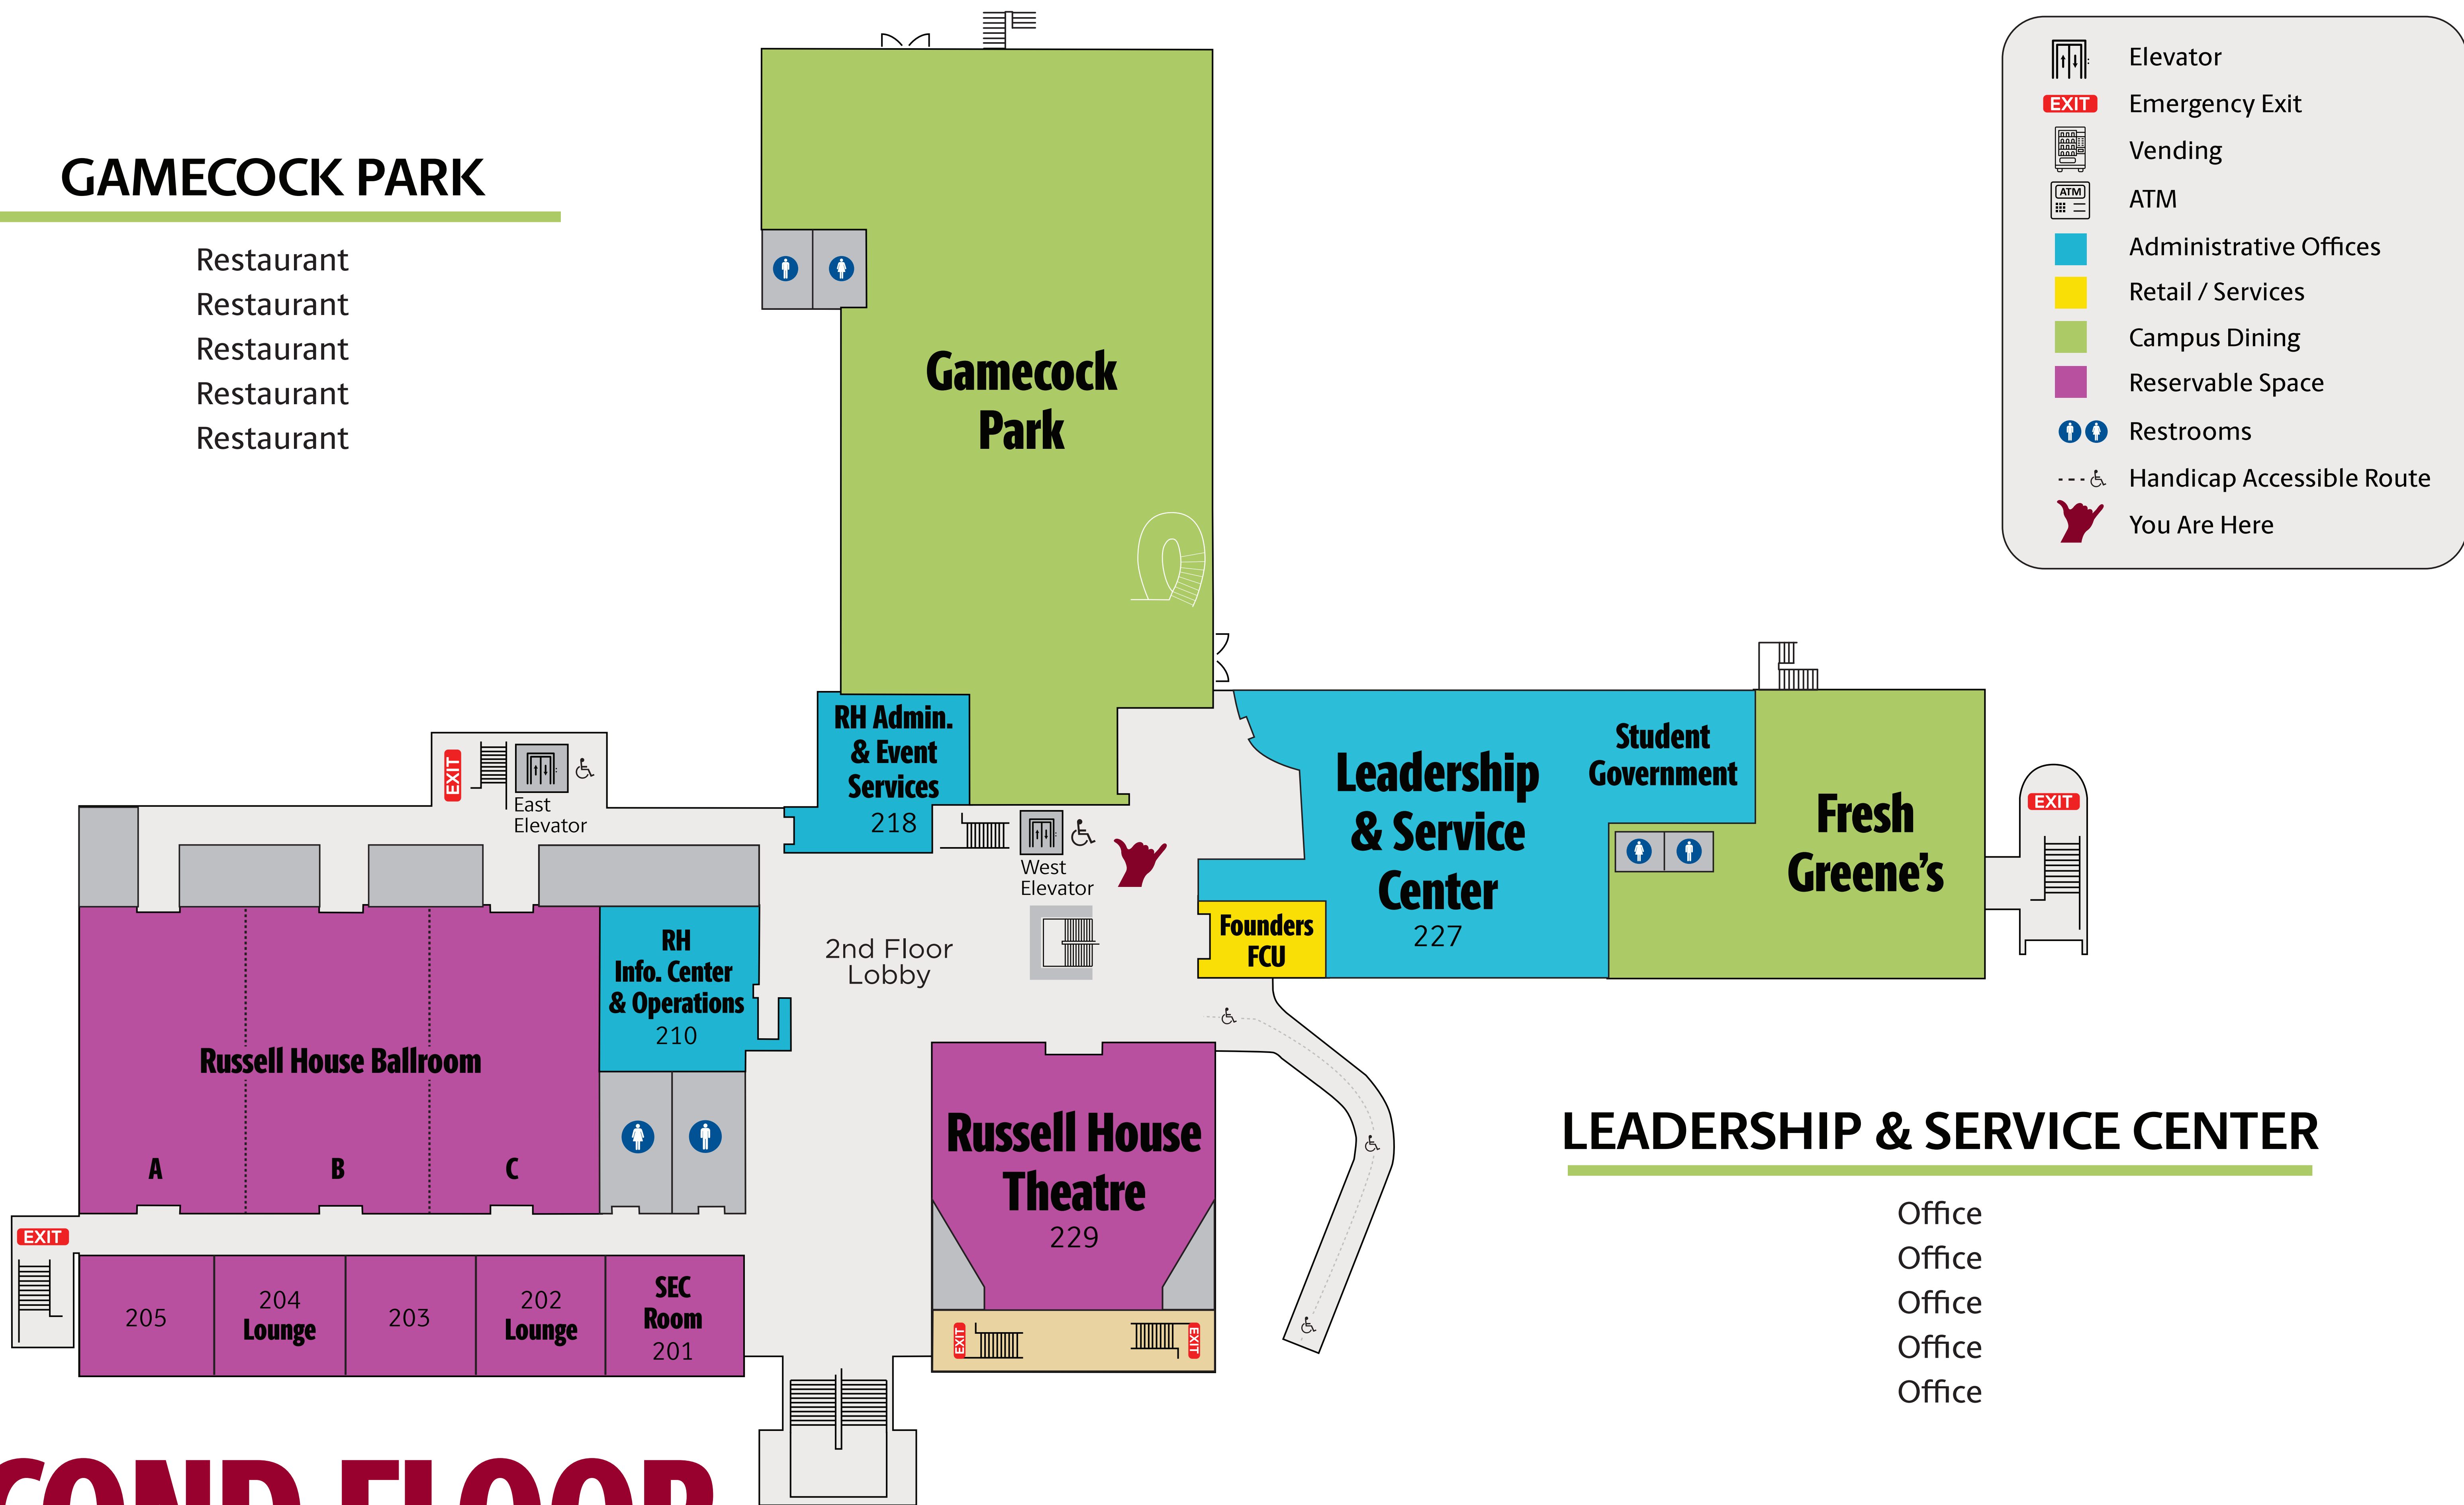 GAMECOCK PARK
Restaurant
Restaurant
Restaurant
Restaurant
Restaurant
Elevator
EXIT
Emergency Exit
Vending
ATM
ATM
Administrative Offices
Retail / Services
Campus Dining
Reservable Space
Restrooms
Handicap Accessible Route
You Are Here
Gamecock
Park
RH Admin.
& Event
Services
218
EXIT
East
Elevator
West
Elevator
Leadership
& Service
Center
227
Student
Government
Fresh
Greene’s
EXIT
Founders
FCU
RH
Info. Center
& Operations
210
2nd Floor
Lobby
Russell House Ballroom
A
B
C
Russell House
Theatre
229
EXIT
EXIT
EXIT
205
204
Lounge
203
202
Lounge
SEC
Room
201
LEADERSHIP & SERVICE CENTER
Office
Office
Office
Office
Office
COND FLOOR